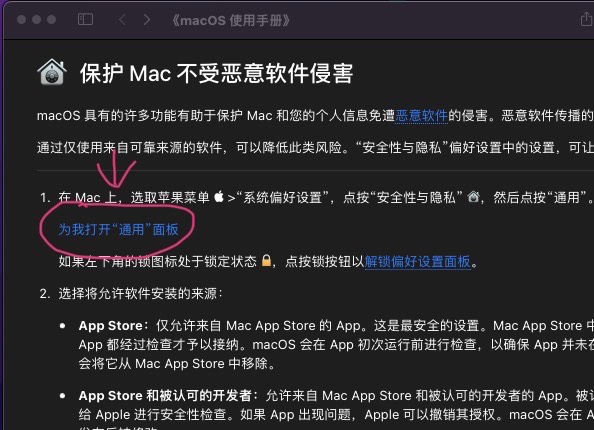 《macOS 使用手册》
保护 Mac 不受恶意软件侵害
macOS 具有的许多功能有助于保护 Mac 和您的个人信息免遭恶意软件的侵害。恶意软件传播的
通过仅使用来自可靠来源的软件，可以降低此类风险。“安全性与隐私”偏好设置中的设置，可让
1. 在 Mac 上，选取苹果菜单 >“系统偏好设置”，点按“安全性与隐私” ，然后点按“通用”。
为我打开“通用”面板
如果左下角的锁图标处于锁定状态 ，点按锁按钮以解锁偏好设置面板。
2. 选择将允许软件安装的来源：
• App Store：仅允许来自 Mac App Store 的 App。这是最安全的设置。Mac App Store 中
App 都经过检查才予以接纳。macOS 会在 App 初次运行前进行检查，以确保 App 并未在
会将它从 Mac App Store 中移除。
• App Store 和被认可的开发者：允许来自 Mac App Store 和被认可的开发者的 App。被认
给 Apple 进行安全性检查。如果 App 出现问题，Apple 可以撤销其授权。macOS 会在 A